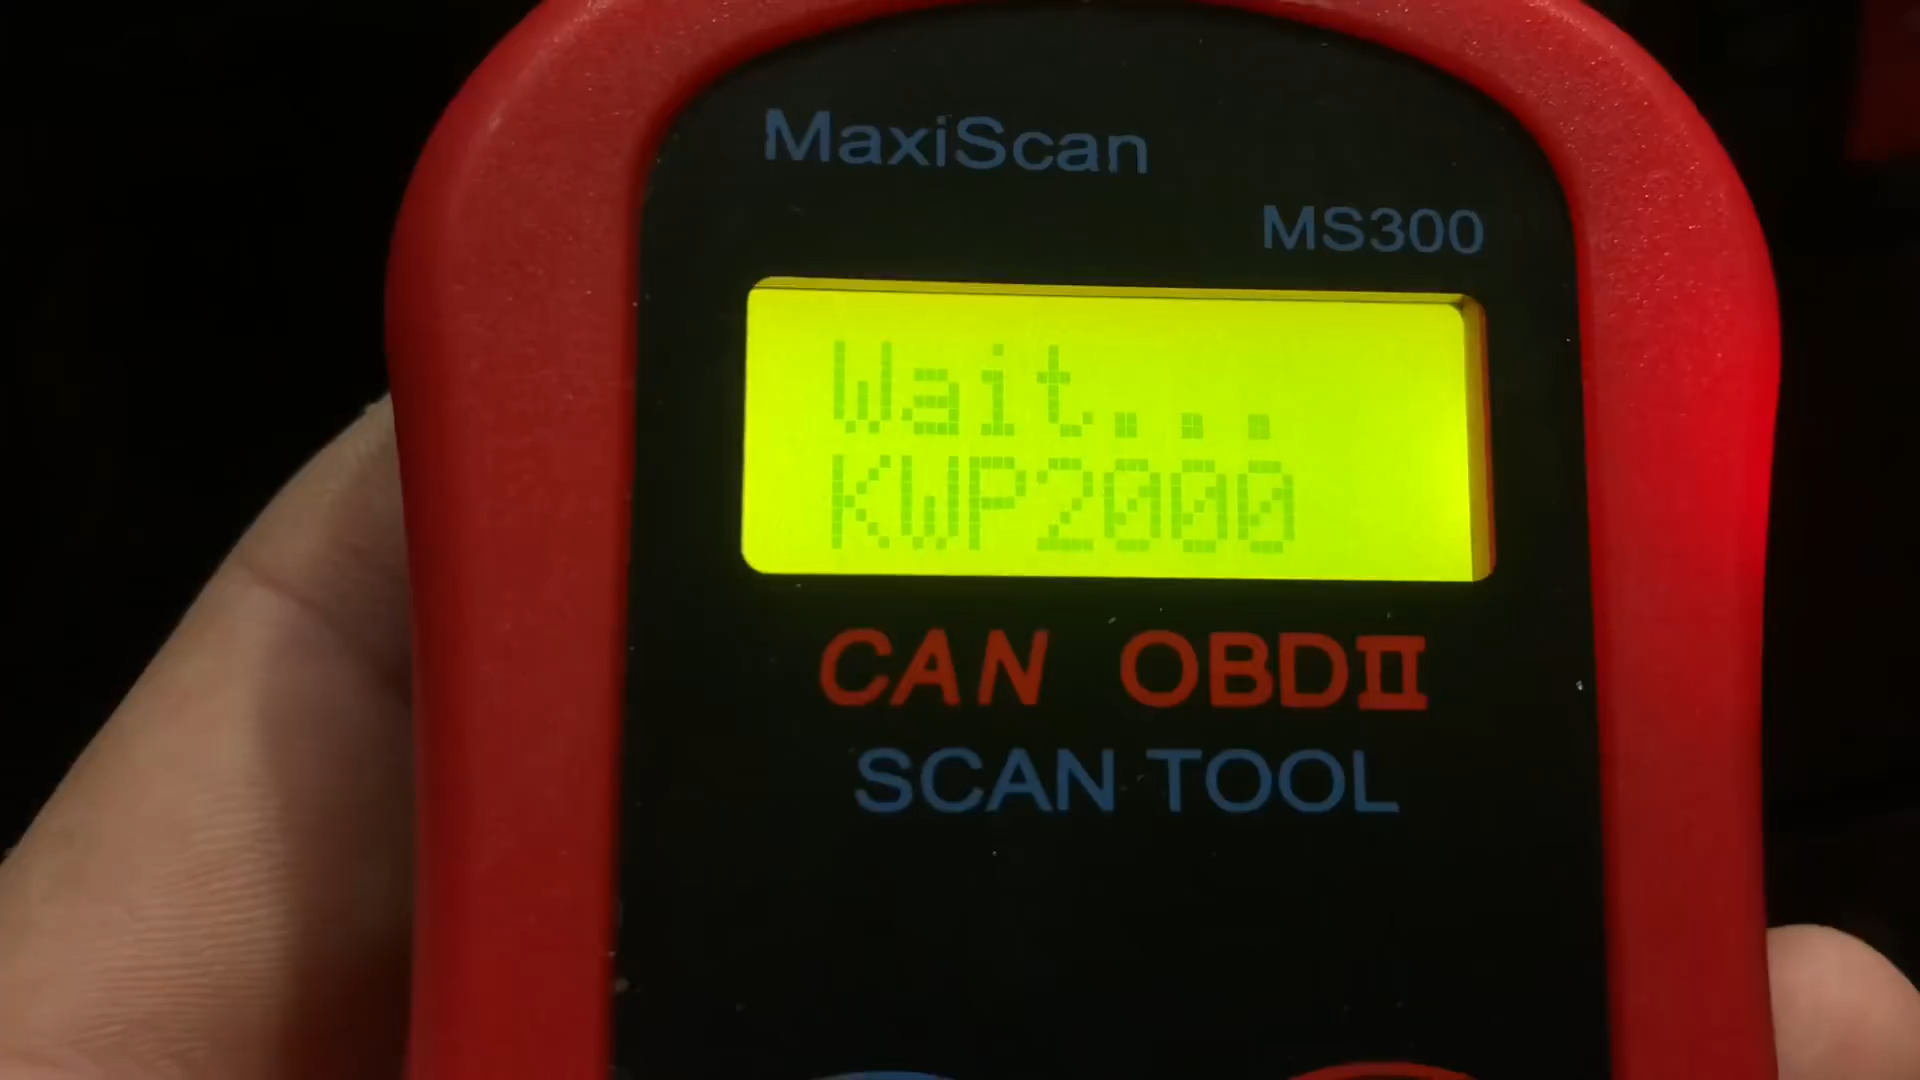 MaxiScan
MS300
Wait...
KWP2000
CAN OBDII
SCAN TOOL